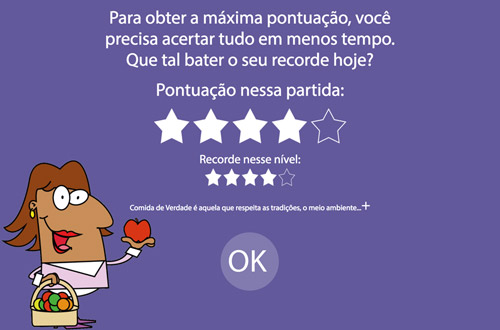 Para obter a máxima pontuação, você
precisa acertar tudo em menos tempo.
Que tal bater o seu recorde hoje?
Pontuação nessa partida:
Recorde nesse nível:
Comida de Verdade é aquela que respeita as tradições, o meio ambiente...+
OK